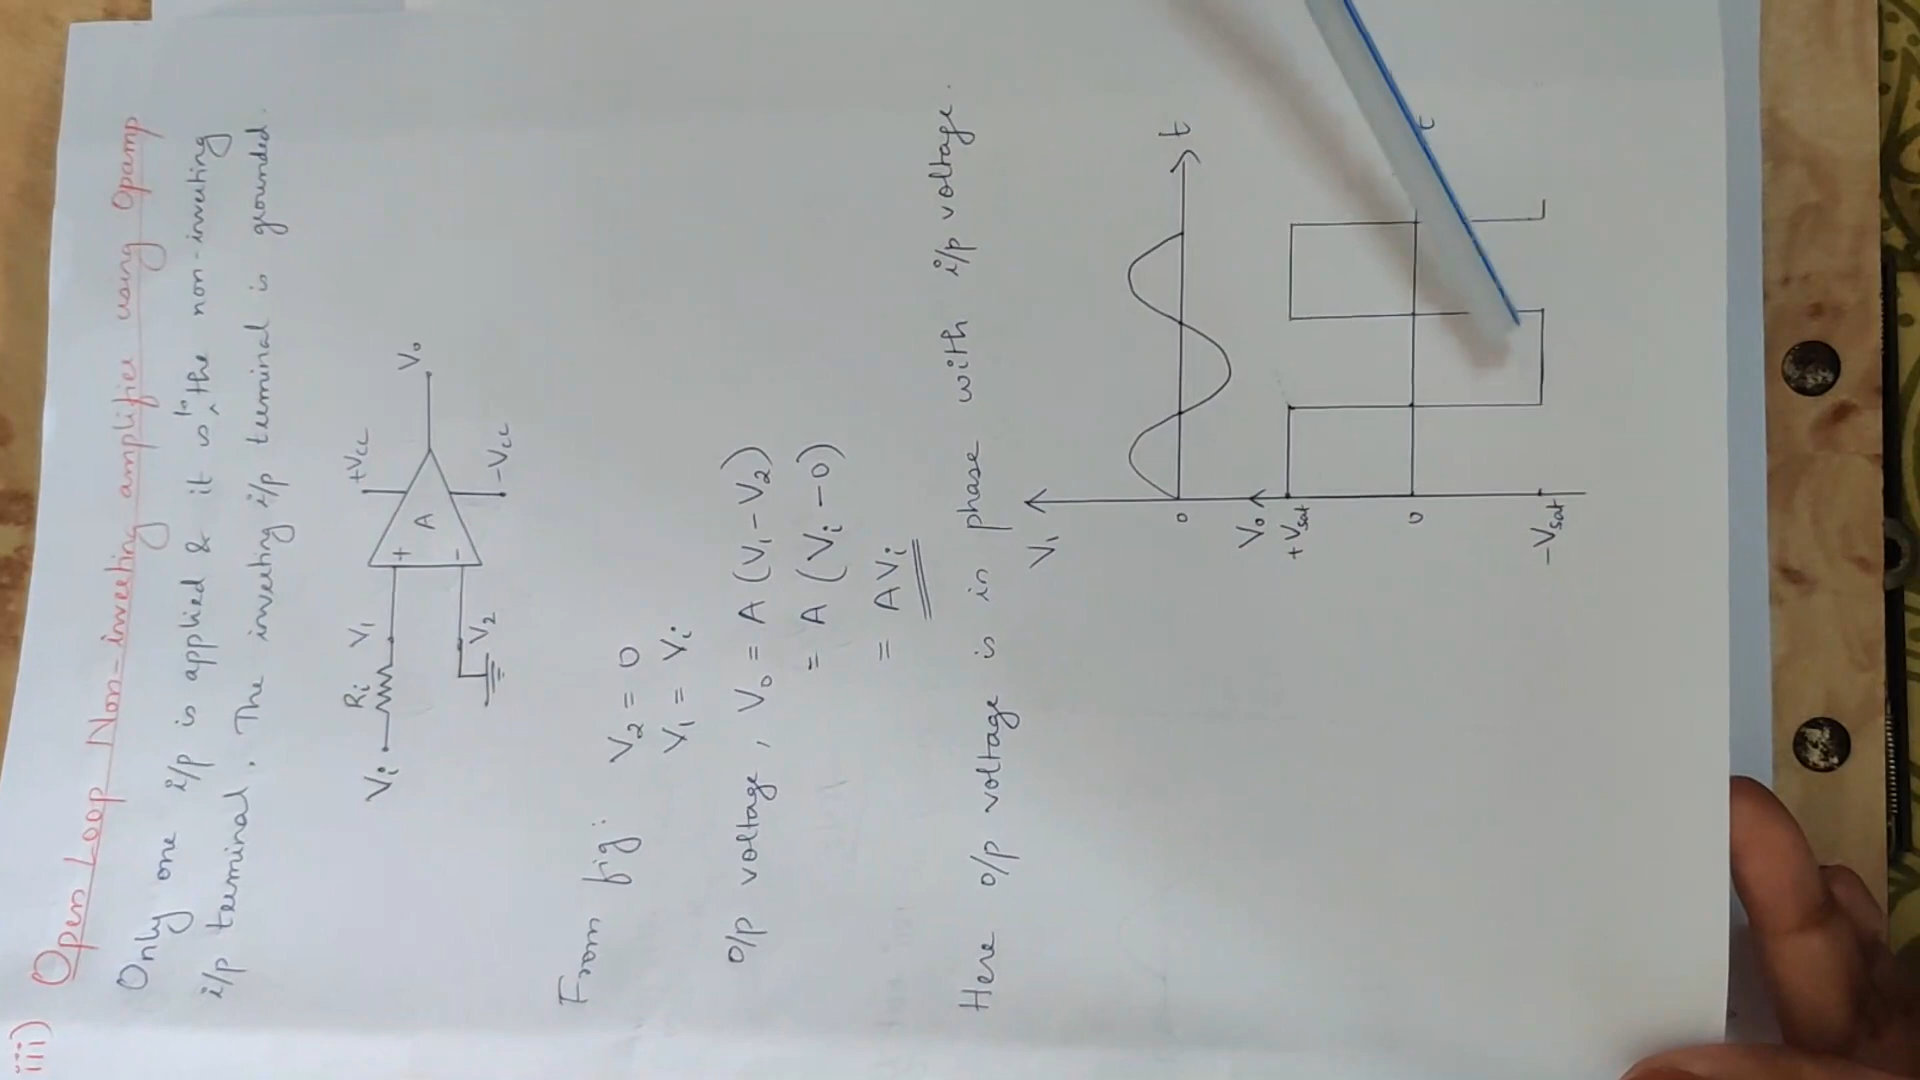 iii) Open Loop Non-inverting amplifier using Opamp
Only one i/p is applied & it is to the non-inverting
i/p terminal. The inverting i/p terminal is grounded.
+Vcc
Vi Ri V1 + A Vo
V2 -
-Vcc
From fig: V2 = 0
V1 = Vi
o/p voltage, Vo = A (V1 - V2)
= A (Vi - 0)
= AVi
Here o/p voltage is in phase with i/p voltage.
V1
0 t
Vo
+Vsat
0 t
-Vsat